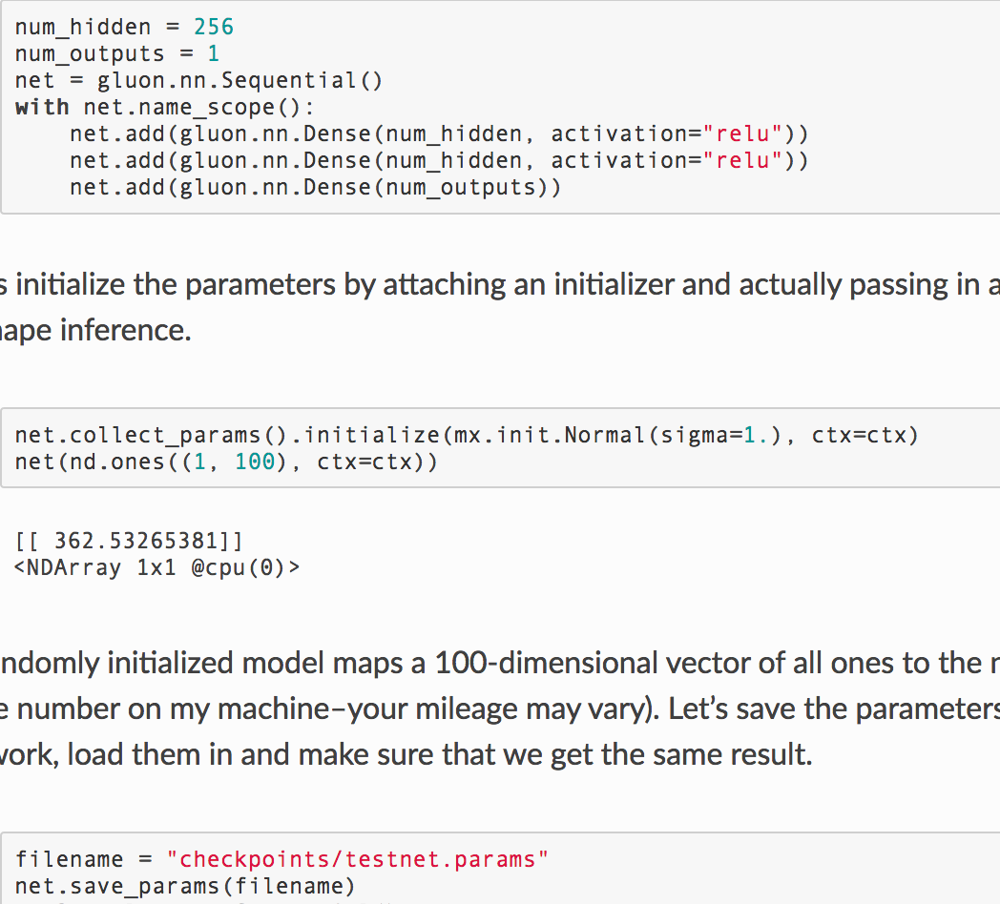 num_hidden = 256
num_outputs = 1
net = gluon.nn.Sequential()
with net.name_scope():
    net.add(gluon.nn.Dense(num_hidden, activation="relu"))
    net.add(gluon.nn.Dense(num_hidden, activation="relu"))
    net.add(gluon.nn.Dense(num_outputs))
initialize the parameters by attaching an initializer and actually passing in a
inference.
net.collect_params().initialize(mx.init.Normal(sigma=1.), ctx=ctx)
net(nd.ones((1, 100), ctx=ctx))
[[ 362.53265381]]
<NDArray 1x1 @cpu(0)>
initialized model maps a 100-dimensional vector of all ones to the
number on my machine–your mileage may vary). Let's save the parameters
load them in and make sure that we get the same result.
filename = "checkpoints/testnet.params"
net.save_params(filename)